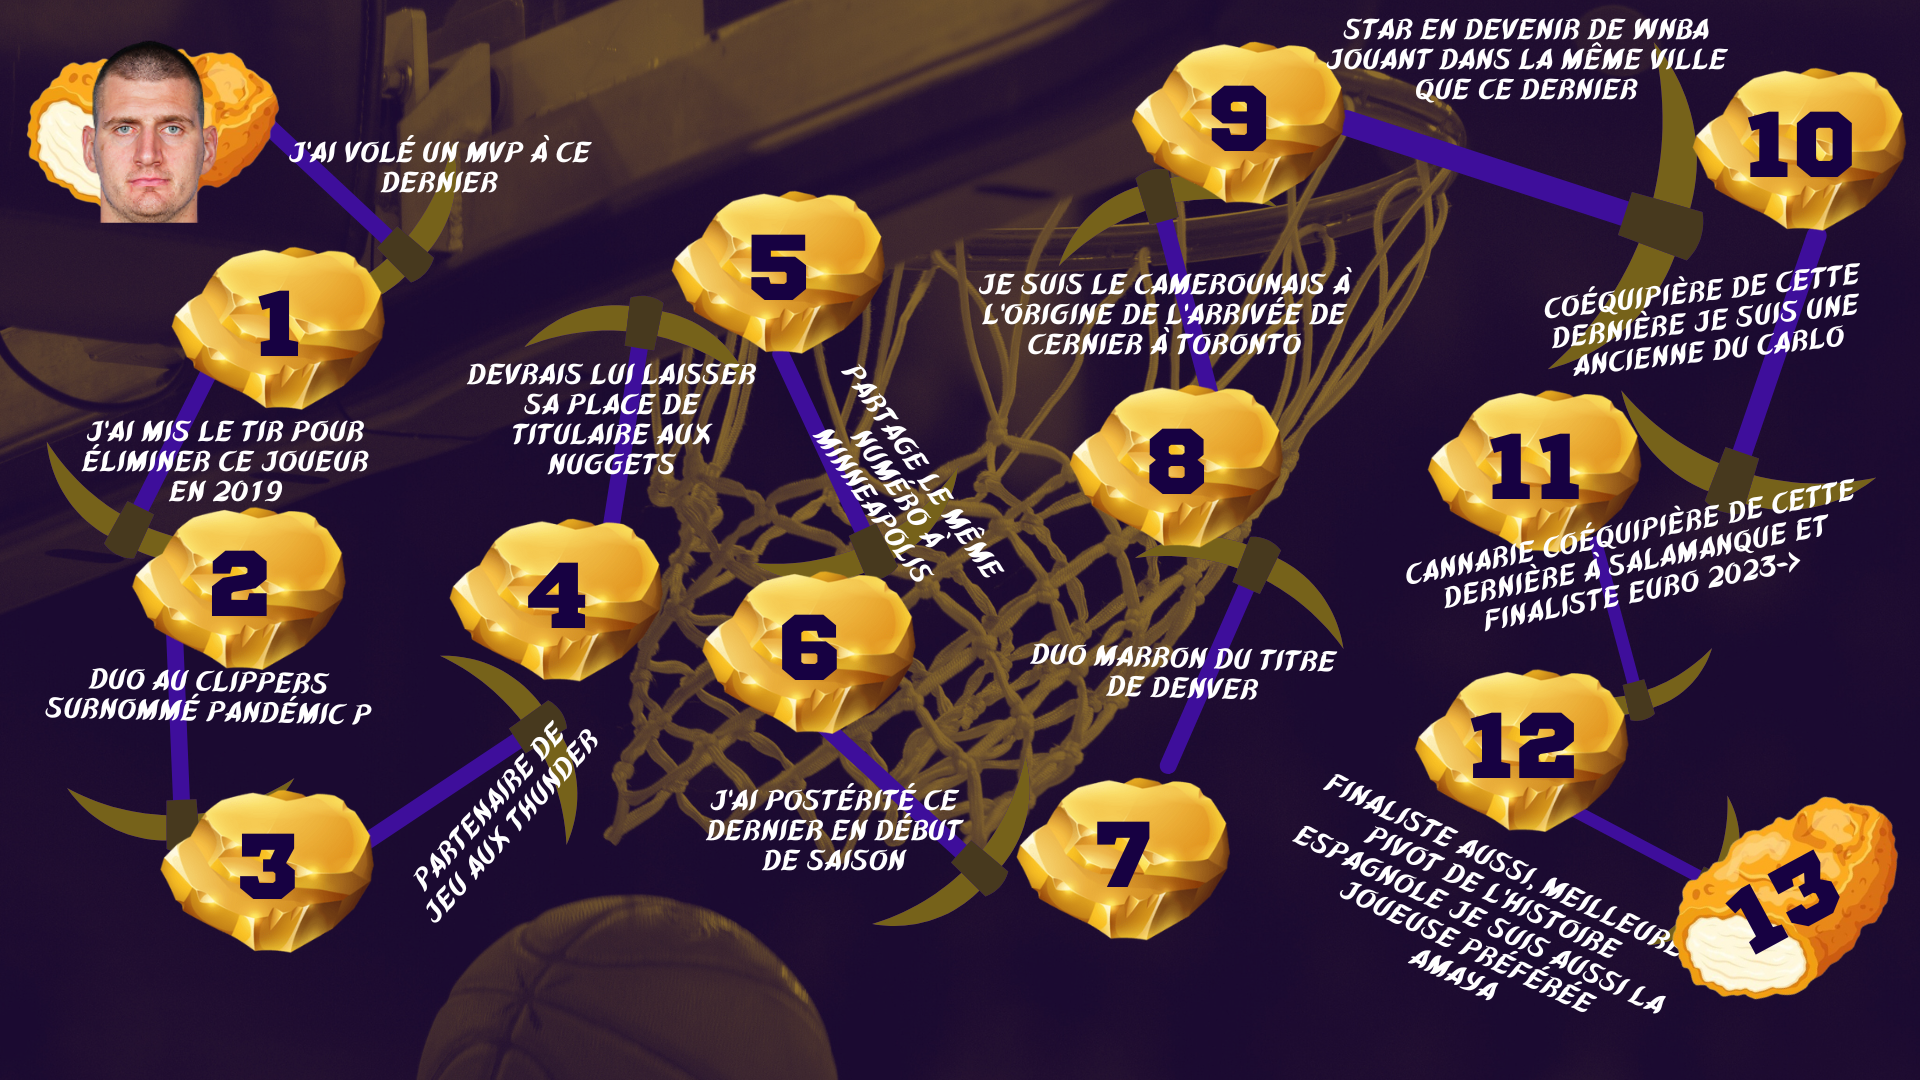 J'AI VOLÉ UN MVP À CE
DERNIER
1
J'AI MIS LE TIR POUR
ÉLIMINER CE JOUEUR
EN 2019
2
DUO AU CLIPPERS
SURNOMMÉ PANDÉMIC P
3
PARTENAIRE DE
JEU AUX THUNDER
4
DEVRAIS LUI LAISSER
SA PLACE DE
TITULAIRE AUX
NUGGETS
5
PARTAGE LE MÊME
NUMÉRO À
MINNEAPOLIS
6
J'AI POSTÉRITÉ CE
DERNIER EN DÉBUT
DE SAISON
7
DUO MARRON DU TITRE
DE DENVER
8
JE SUIS LE CAMEROUNAIS À
L'ORIGINE DE L'ARRIVÉE DE
CERNIER À TORONTO
9
STAR EN DEVENIR DE WNBA
JOUANT DANS LA MÊME VILLE
QUE CE DERNIER
10
COÉQUIPIÈRE DE CETTE
DERNIÈRE JE SUIS UNE
ANCIENNE DU CARLO
11
CANNARIE COÉQUIPIÈRE DE CETTE
DERNIÈRE À SALAMANQUE ET
FINALISTE EURO 2023->
12
FINALISTE AUSSI, MEILLEURE
PIVOT DE L'HISTOIRE
ESPAGNOLE JE SUIS AUSSI LA
JOUEUSE PRÉFÉRÉE
AMAYA
13